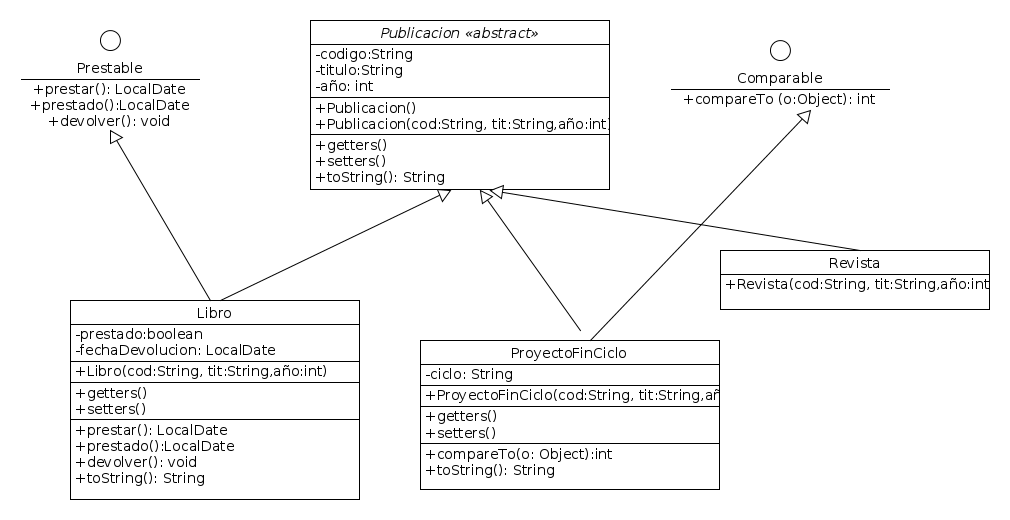 Prestable
+prestar(): LocalDate
+prestado():LocalDate
+devolver(): void
Publicacion «abstract»
-codigo:String
-titulo:String
-año: int
+Publicacion()
+Publicacion(cod:String, tit:String,año:int)
+getters()
+setters()
+toString(): String
Comparable
+compareTo (o:Object): int
Revista
+Revista(cod:String, tit:String,año:int
Libro
-prestado:boolean
-fechaDevolucion: LocalDate
+Libro(cod:String, tit:String,año:int)
+getters()
+setters()
+prestar(): LocalDate
+prestado():LocalDate
+devolver(): void
+toString(): String
ProyectoFinCiclo
-ciclo: String
+ProyectoFinCiclo(cod:String, tit:String,añ
+getters()
+setters()
+compareTo(o: Object):int
+toString(): String